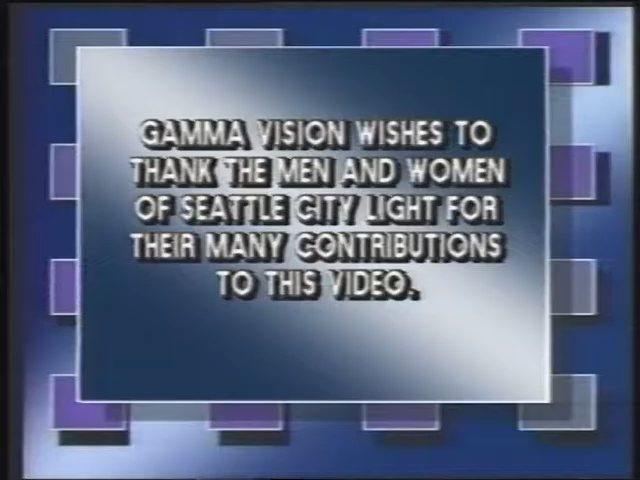 GAMMA VISION WISHES TO
THANK THE MEN AND WOMEN
OF SEATTLE CITY LIGHT FOR
THEIR MANY CONTRIBUTIONS
TO THIS VIDEO.